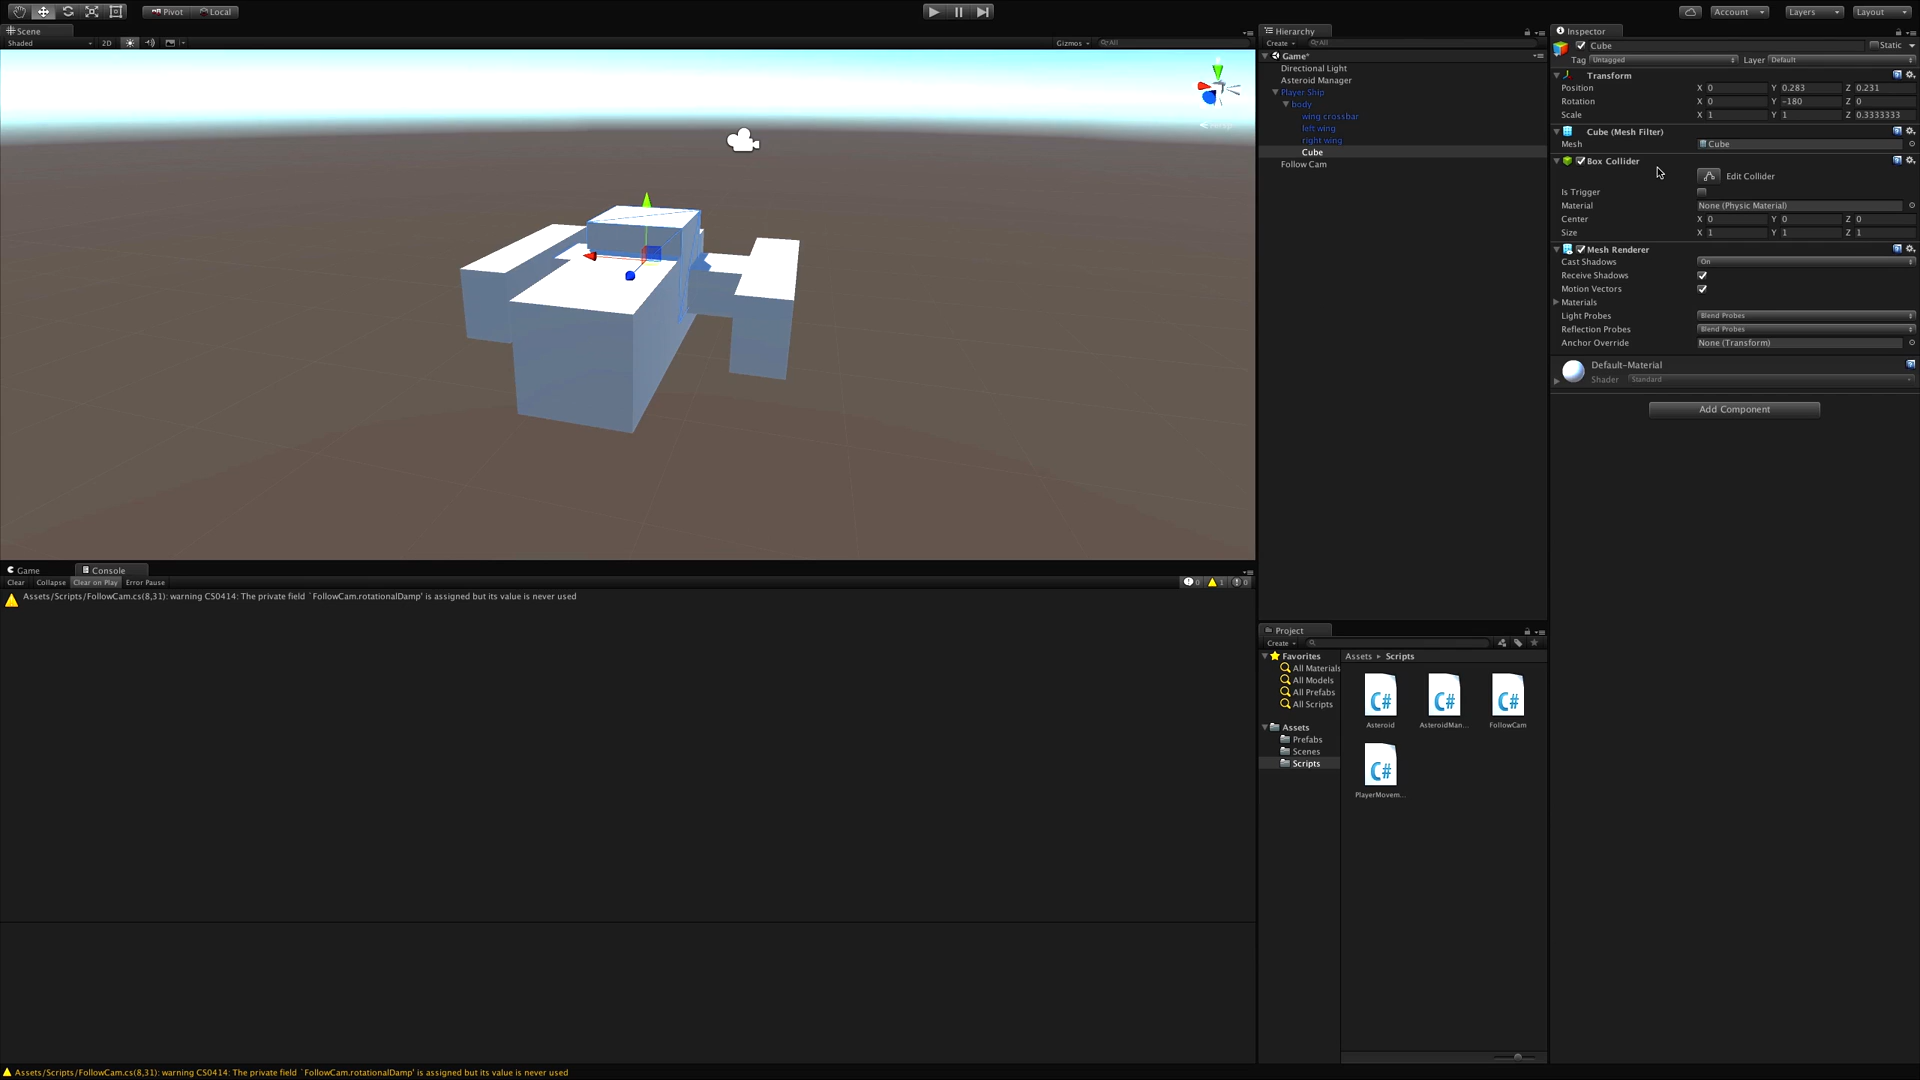 Pivot Local
Account Layers Layout
Scene
Shaded 2D Gizmos All
Persp
Game Console
Clear Collapse Clear on Play Error Pause 0 1 0
Assets/Scripts/FollowCam.cs(8,31): warning CS0414: The private field `FollowCam.rotationalDamp' is assigned but its value is never used
Hierarchy
Create All
Game*
Directional Light
Asteroid Manager
Player Ship
body
wing crossbar
left wing
right wing
Cube
Follow Cam
Project
Create
Favorites
All Materials
All Models
All Prefabs
All Scripts
Assets
Prefabs
Scenes
Scripts
Assets Scripts
C# C# C#
Asteroid AsteroidMan... FollowCam
C#
PlayerMovem...
Inspector
Cube Static
Tag Untagged Layer Default
Transform
Position X 0 Y 0.283 Z 0.231
Rotation X 0 Y -180 Z 0
Scale X 1 Y 1 Z 0.3333333
Cube (Mesh Filter)
Mesh Cube
Box Collider
Edit Collider
Is Trigger
Material None (Physic Material)
Center X 0 Y 0 Z 0
Size X 1 Y 1 Z 1
Mesh Renderer
Cast Shadows On
Receive Shadows
Motion Vectors
Materials
Light Probes Blend Probes
Reflection Probes Blend Probes
Anchor Override None (Transform)
Default-Material
Shader Standard
Add Component
Assets/Scripts/FollowCam.cs(8,31): warning CS0414: The private field `FollowCam.rotationalDamp' is assigned but its value is never used